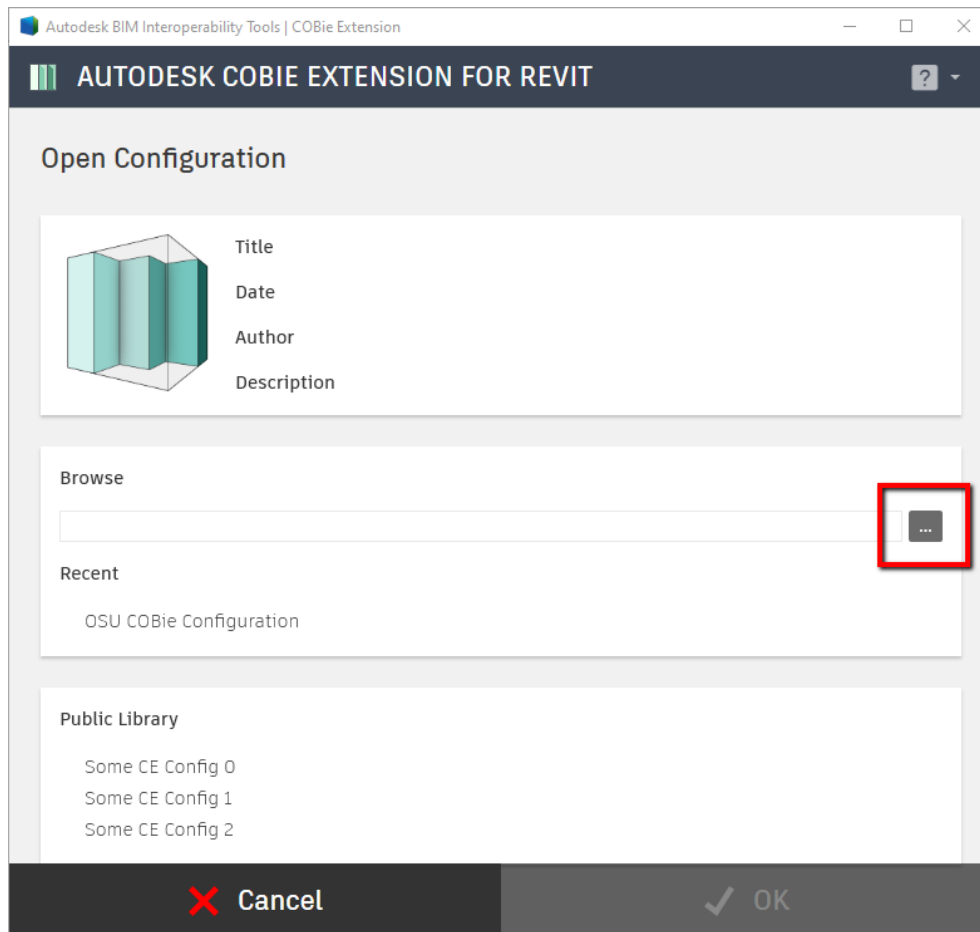 Autodesk BIM Interoperability Tools | COBie Extension
AUTODESK COBIE EXTENSION FOR REVIT
?
Open Configuration
Title
Date
Author
Description
Browse
...
Recent
OSU COBie Configuration
Public Library
Some CE Config 0
Some CE Config 1
Some CE Config 2
Cancel
OK